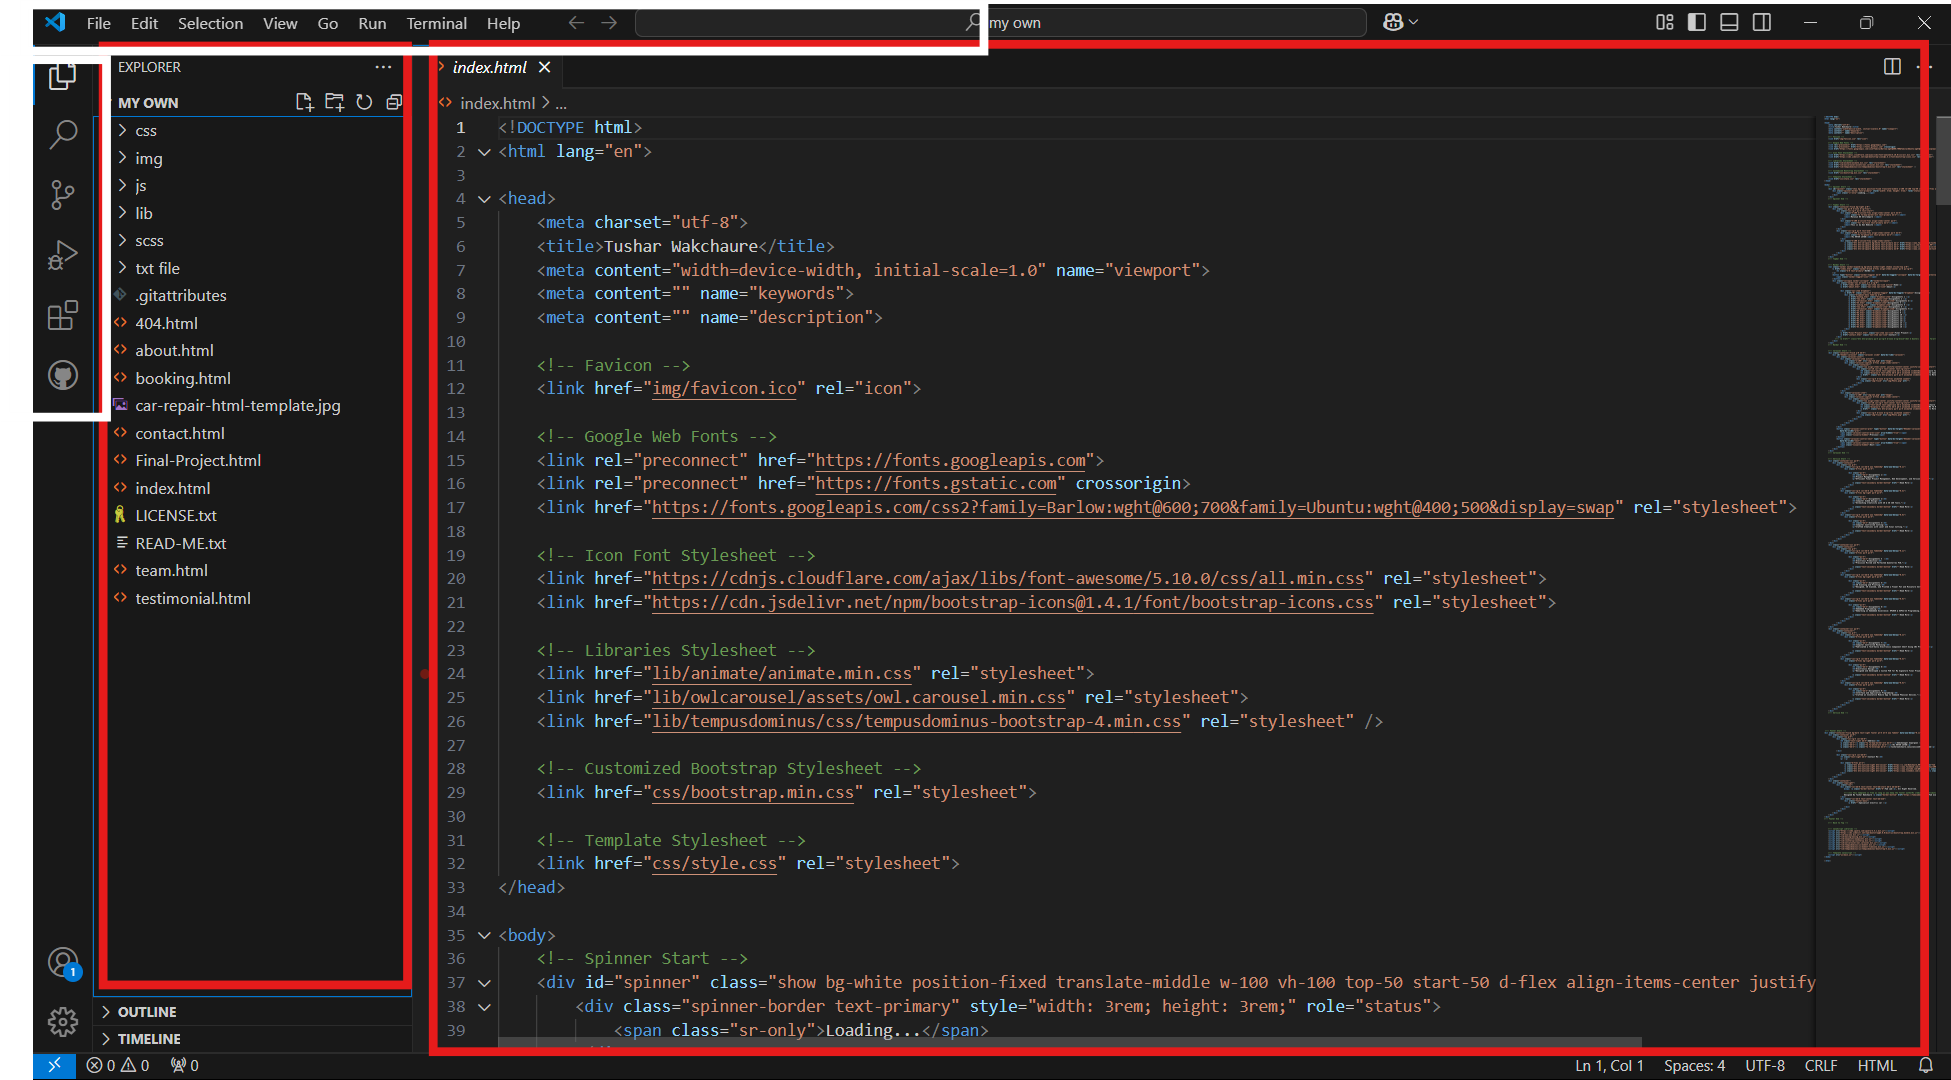 File Edit Selection View Go Run Terminal Help
my own
EXPLORER
MY OWN
css
img
js
lib
scss
txt file
.gitattributes
404.html
about.html
booking.html
car-repair-html-template.jpg
contact.html
Final-Project.html
index.html
LICENSE.txt
READ-ME.txt
team.html
testimonial.html
OUTLINE
TIMELINE
1
index.html
index.html > ...
1 <!DOCTYPE html>
2 <html lang="en">
3
4 <head>
5 <meta charset="utf-8">
6 <title>Tushar Wakchaure</title>
7 <meta content="width=device-width, initial-scale=1.0" name="viewport">
8 <meta content="" name="keywords">
9 <meta content="" name="description">
10
11 <!-- Favicon -->
12 <link href="img/favicon.ico" rel="icon">
13
14 <!-- Google Web Fonts -->
15 <link rel="preconnect" href="https://fonts.googleapis.com">
16 <link rel="preconnect" href="https://fonts.gstatic.com" crossorigin>
17 <link href="https://fonts.googleapis.com/css2?family=Barlow:wght@600;700&family=Ubuntu:wght@400;500&display=swap" rel="stylesheet">
18
19 <!-- Icon Font Stylesheet -->
20 <link href="https://cdnjs.cloudflare.com/ajax/libs/font-awesome/5.10.0/css/all.min.css" rel="stylesheet">
21 <link href="https://cdn.jsdelivr.net/npm/bootstrap-icons@1.4.1/font/bootstrap-icons.css" rel="stylesheet">
22
23 <!-- Libraries Stylesheet -->
24 <link href="lib/animate/animate.min.css" rel="stylesheet">
25 <link href="lib/owlcarousel/assets/owl.carousel.min.css" rel="stylesheet">
26 <link href="lib/tempusdominus/css/tempusdominus-bootstrap-4.min.css" rel="stylesheet" />
27
28 <!-- Customized Bootstrap Stylesheet -->
29 <link href="css/bootstrap.min.css" rel="stylesheet">
30
31 <!-- Template Stylesheet -->
32 <link href="css/style.css" rel="stylesheet">
33 </head>
34
35 <body>
36 <!-- Spinner Start -->
37 <div id="spinner" class="show bg-white position-fixed translate-middle w-100 vh-100 top-50 start-50 d-flex align-items-center justify
38 <div class="spinner-border text-primary" style="width: 3rem; height: 3rem;" role="status">
39 <span class="sr-only">Loading...</span>
0 0 0
Ln 1, Col 1 Spaces: 4 UTF-8 CRLF HTML